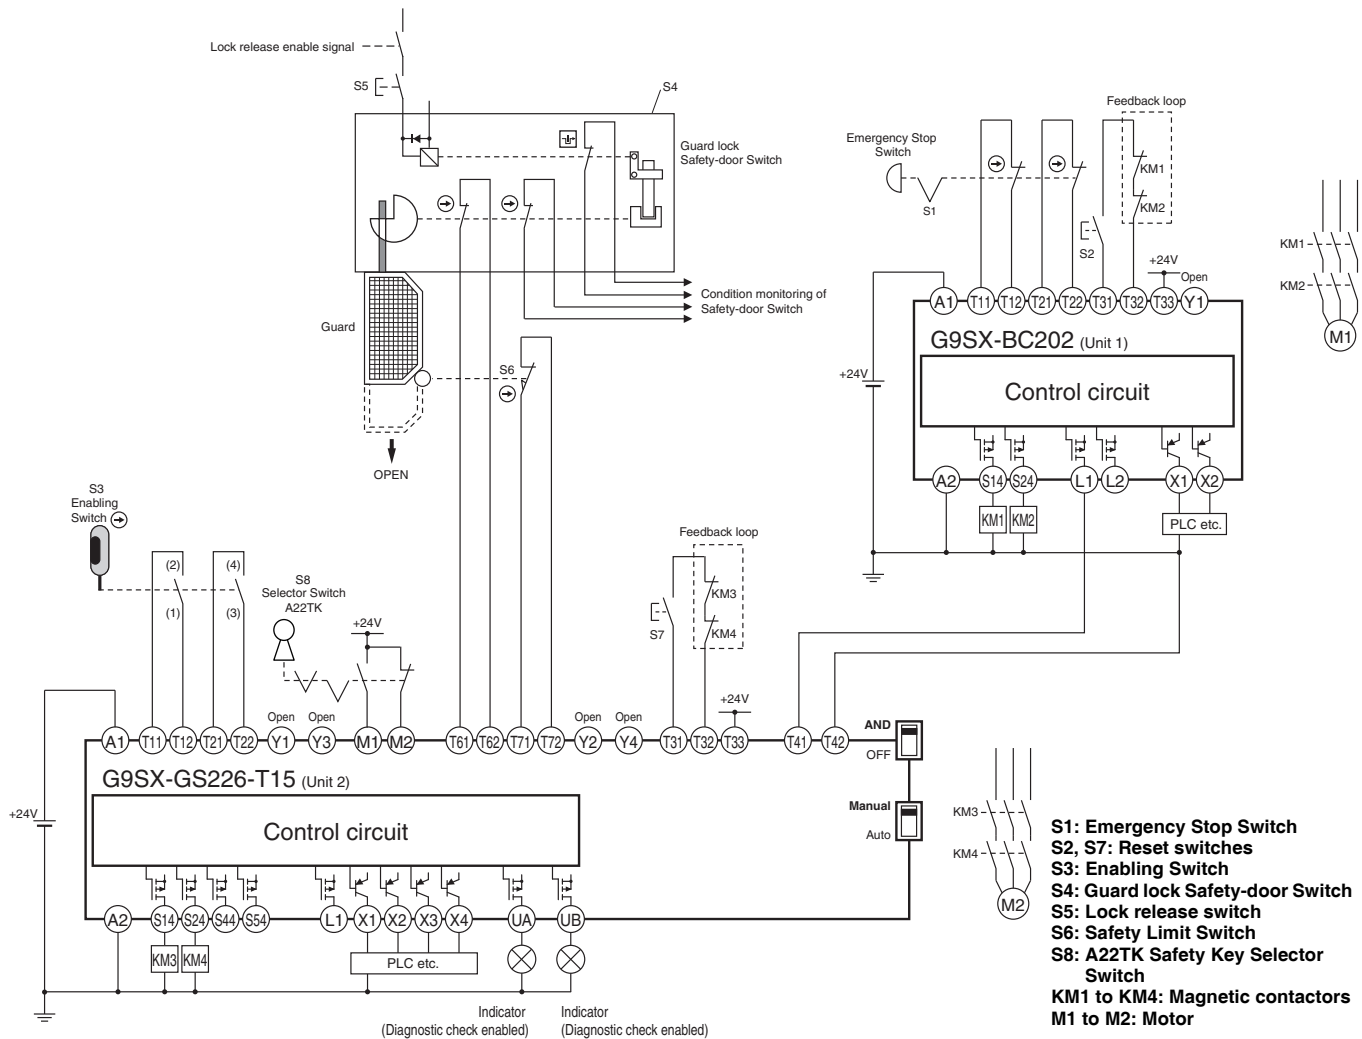 Lock release enable signal
S5
S4
Guard lock
Safety-door Switch
Feedback loop
Emergency Stop
Switch
S1
KM1
KM2
S2
+24V
Open
KM1
KM2
M1
A1 T11 T12 T21 T22 T31 T32 T33 Y1
G9SX-BC202 (Unit 1)
Control circuit
+24V
A2 S14 S24 L1 L2 X1 X2
KM1 KM2
PLC etc.
Condition monitoring of
Safety-door Switch
Guard
S6
OPEN
S3
Enabling
Switch
(2)
(1)
(4)
(3)
S8
Selector Switch
A22TK
+24V
Feedback loop
KM3
KM4
S7
+24V
Open
Open
Open
Open
A1 T11 T12 T21 T22 Y1 Y3 M1 M2 T61 T62 T71 T72 Y2 Y4 T31 T32 T33 T41 T42
AND
OFF
G9SX-GS226-T15 (Unit 2)
Control circuit
+24V
Manual
Auto
A2 S14 S24 S44 S54 L1 X1 X2 X3 X4 UA UB
KM3 KM4
PLC etc.
Indicator
(Diagnostic check enabled)
Indicator
(Diagnostic check enabled)
KM3
KM4
M2
S1: Emergency Stop Switch
S2, S7: Reset switches
S3: Enabling Switch
S4: Guard lock Safety-door Switch
S5: Lock release switch
S6: Safety Limit Switch
S8: A22TK Safety Key Selector
Switch
KM1 to KM4: Magnetic contactors
M1 to M2: Motor